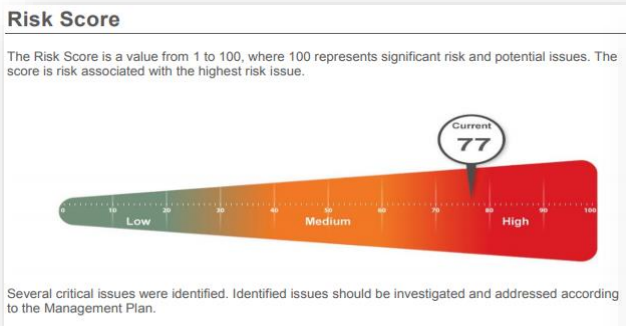 Risk Score
The Risk Score is a value from 1 to 100, where 100 represents significant risk and potential issues. The
score is risk associated with the highest risk issue.
Current
77
0 10 20 30 40 50 60 70 80 90 100
Low Medium High
Several critical issues were identified. Identified issues should be investigated and addressed according
to the Management Plan.